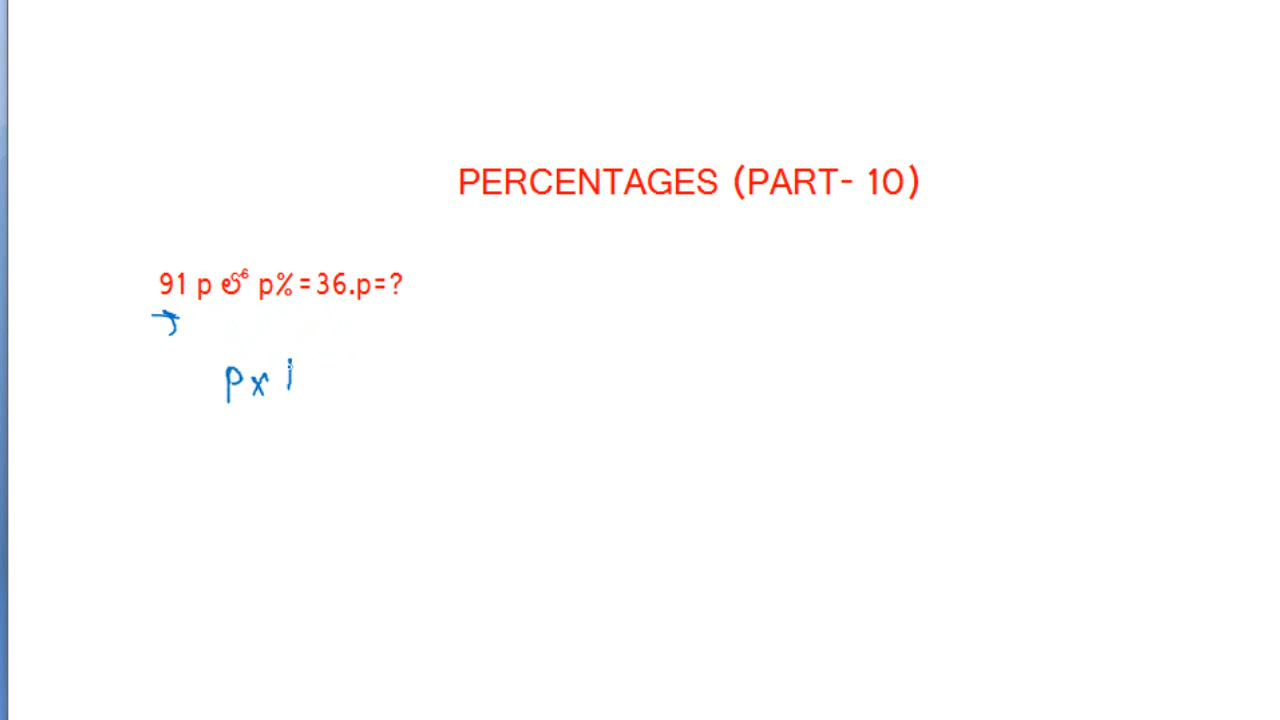 PERCENTAGES (PART- 10)
91 p లో p% = 36.p=?
p x